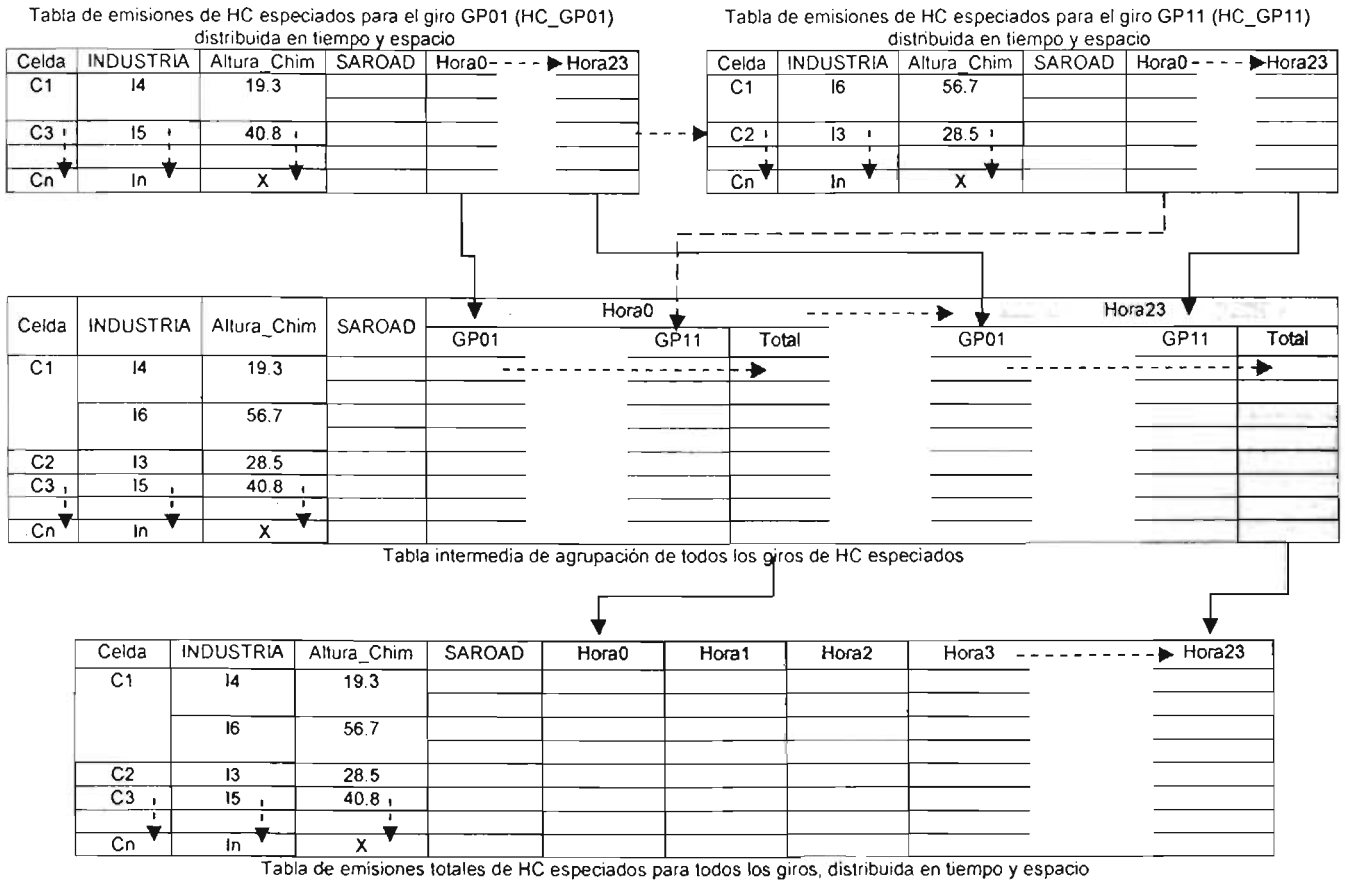 Tabla de emisiones de HC especiados para el giro GP01 (HC_GP01)
distribuida en tiempo y espacio
Celda INDUSTRIA Altura_Chim SAROAD Hora0 Hora23
C1 I4 19.3
C3 I5 40.8
Cn In X
Tabla de emisiones de HC especiados para el giro GP11 (HC_GP11)
distribuida en tiempo y espacio
Celda INDUSTRIA Altura_Chim SAROAD Hora0 Hora23
C1 I6 56.7
C2 I3 28.5
Cn In X
Celda INDUSTRIA Altura_Chim SAROAD Hora0 Hora23
GP01 GP11 Total GP01 GP11 Total
C1 I4 19.3
I6 56.7
C2 I3 28.5
C3 I5 40.8
Cn In X
Tabla intermedia de agrupación de todos los giros de HC especiados
Celda INDUSTRIA Altura_Chim SAROAD Hora0 Hora1 Hora2 Hora3 Hora23
C1 I4 19.3
I6 56.7
C2 I3 28.5
C3 I5 40.8
Cn In X
Tabla de emisiones totales de HC especiados para todos los giros, distribuida en tiempo y espacio